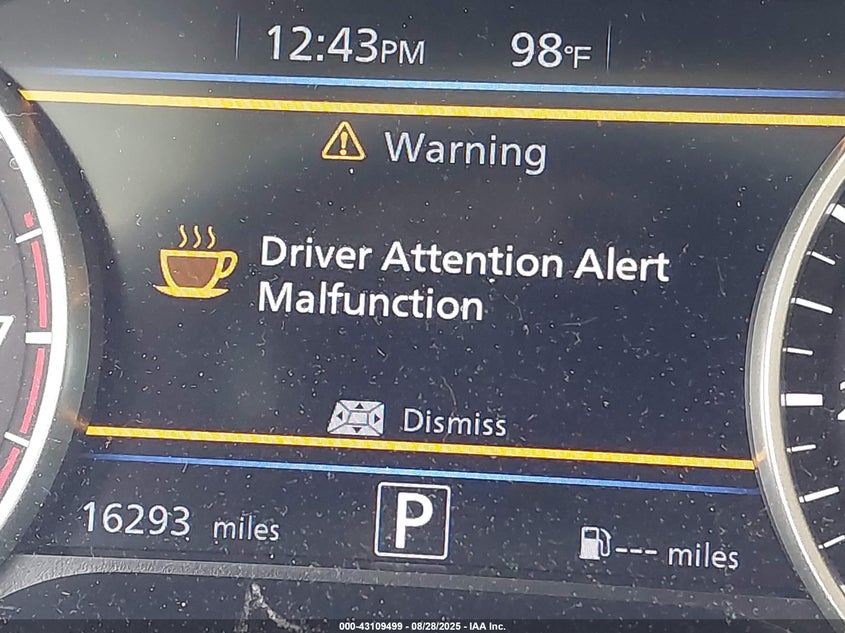 12:43PM 98°F
Warning
Driver Attention Alert
Malfunction
Dismiss
16293 miles P --- miles
000-43109499 - 08/28/2025 - IAA Inc.